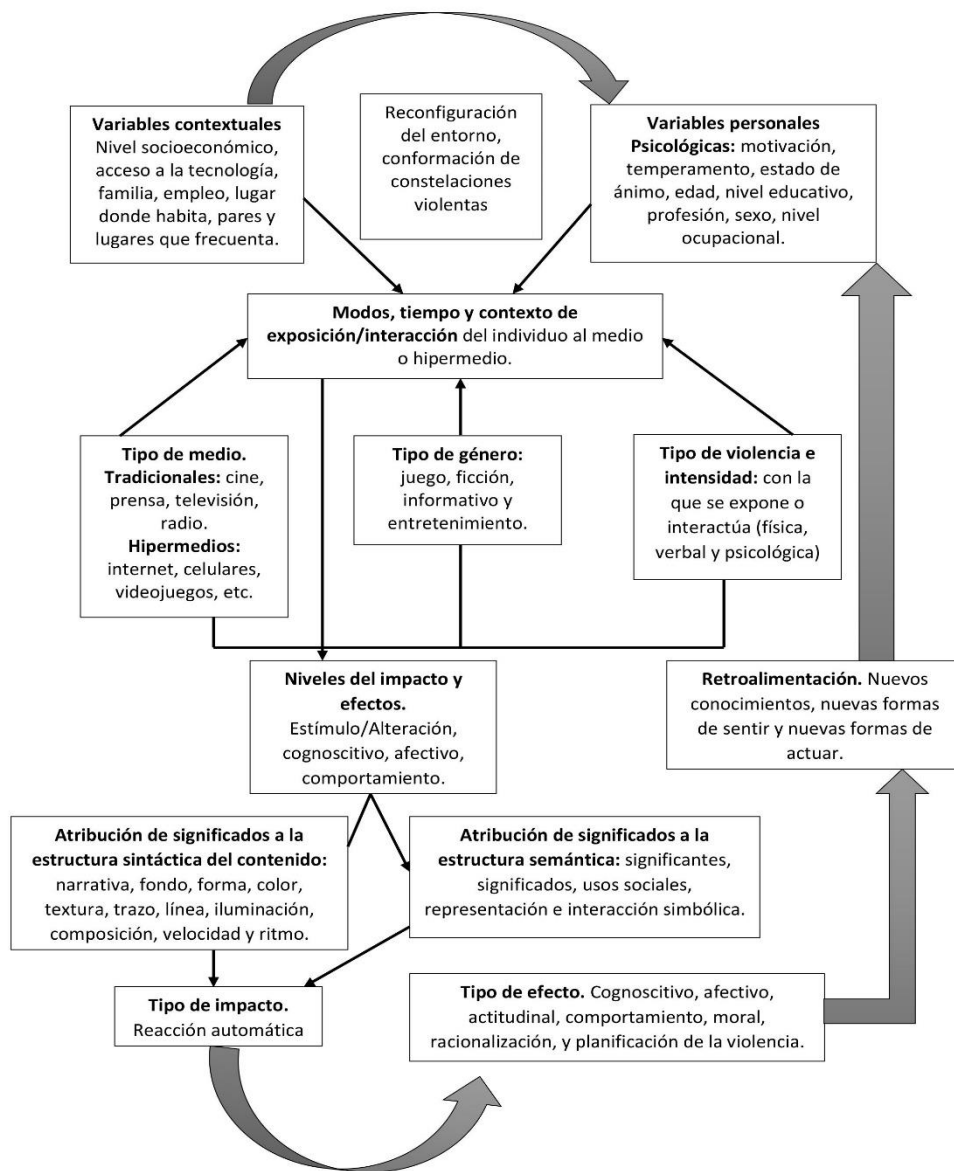 Variables contextuales
Nivel socioeconómico,
acceso a la tecnología,
familia, empleo, lugar
donde habita, pares y
lugares que frecuenta.
Reconfiguración
del entorno,
conformación de
constelaciones
violentas
Variables personales
Psicológicas: motivación,
temperamento, estado de
ánimo, edad, nivel educativo,
profesión, sexo, nivel
ocupacional.
Modos, tiempo y contexto de
exposición/interacción del individuo al medio
o hipermedio.
Tipo de medio.
Tradicionales: cine,
prensa, televisión,
radio.
Hipermedios:
internet, celulares,
videojuegos, etc.
Tipo de género:
juego, ficción,
informativo y
entretenimiento.
Tipo de violencia e
intensidad: con la
que se expone o
interactúa (física,
verbal y psicológica)
Niveles del impacto y
efectos.
Estímulo/Alteración,
cognoscitivo, afectivo,
comportamiento.
Retroalimentación. Nuevos
conocimientos, nuevas formas
de sentir y nuevas formas de
actuar.
Atribución de significados a la
estructura sintáctica del contenido:
narrativa, fondo, forma, color,
textura, trazo, línea, iluminación,
composición, velocidad y ritmo.
Atribución de significados a la
estructura semántica: significantes,
significados, usos sociales,
representación e interacción simbólica.
Tipo de impacto.
Reacción automática
Tipo de efecto. Cognoscitivo, afectivo,
actitudinal, comportamiento, moral,
racionalización, y planificación de la violencia.